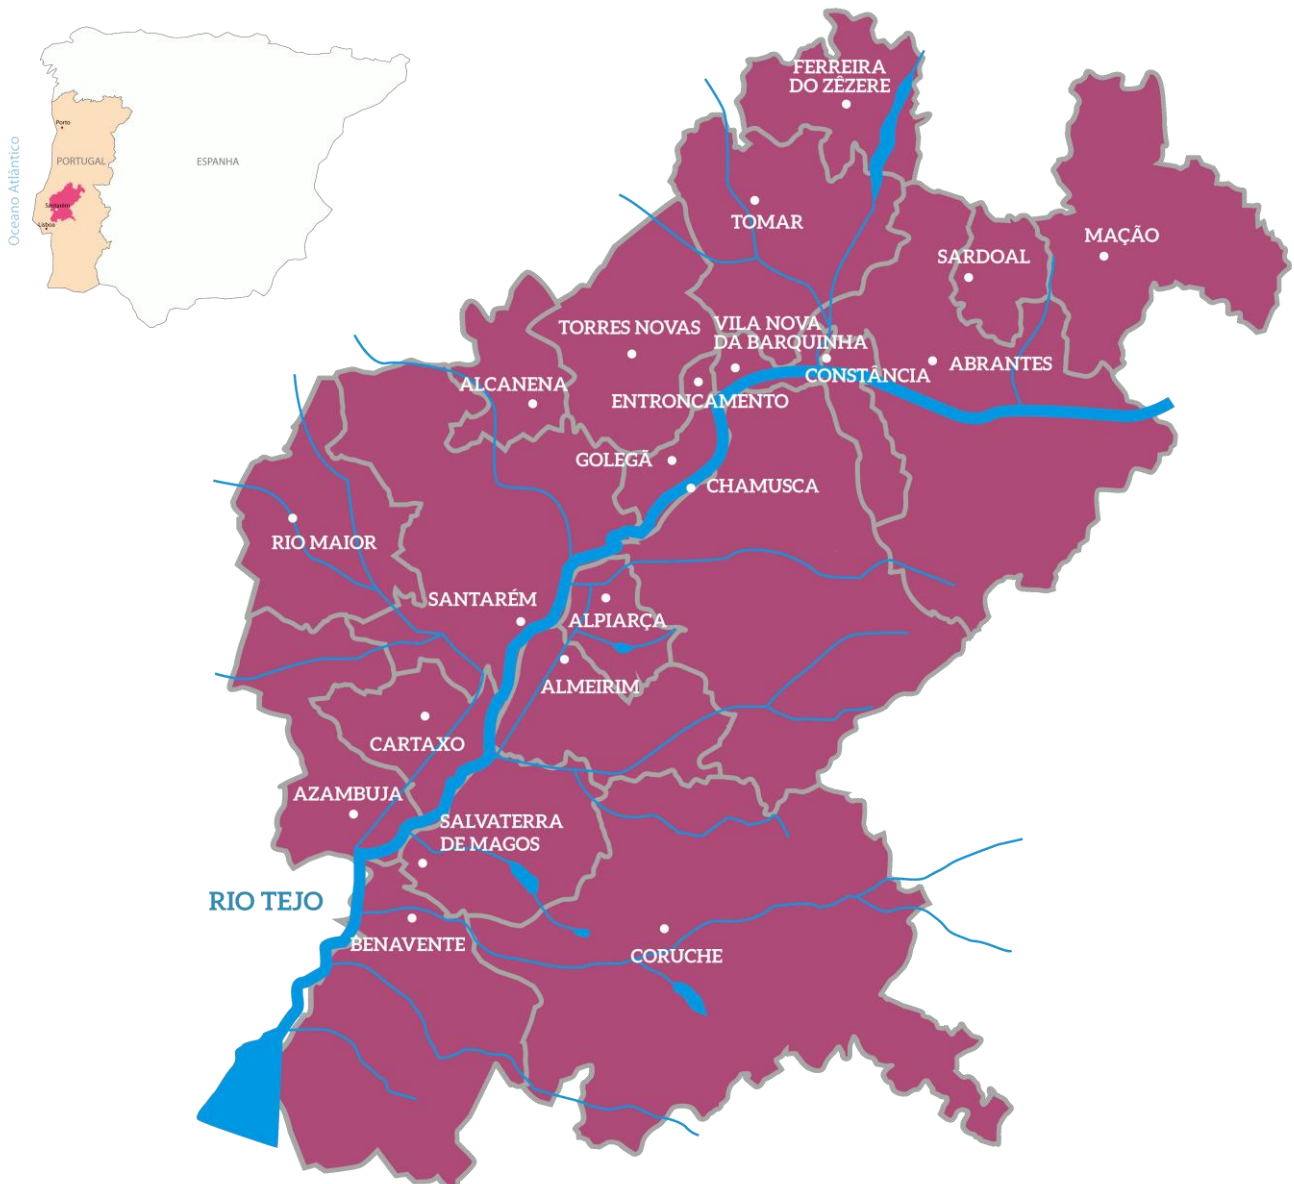 Oceano Atlântico
Porto
PORTUGAL
ESPANHA
Santarém
Lisboa
FERREIRA
DO ZÊZERE
TOMAR
MAÇÃO
SARDOAL
TORRES NOVAS
VILA NOVA
DA BARQUINHA
ABRANTES
CONSTÂNCIA
ALCANENA
ENTRONCAMENTO
GOLEGÃ
CHAMUSCA
RIO MAIOR
SANTARÉM
ALPIARÇA
ALMEIRIM
CARTAXO
AZAMBUJA
SALVATERRA
DE MAGOS
RIO TEJO
BENAVENTE
CORUCHE